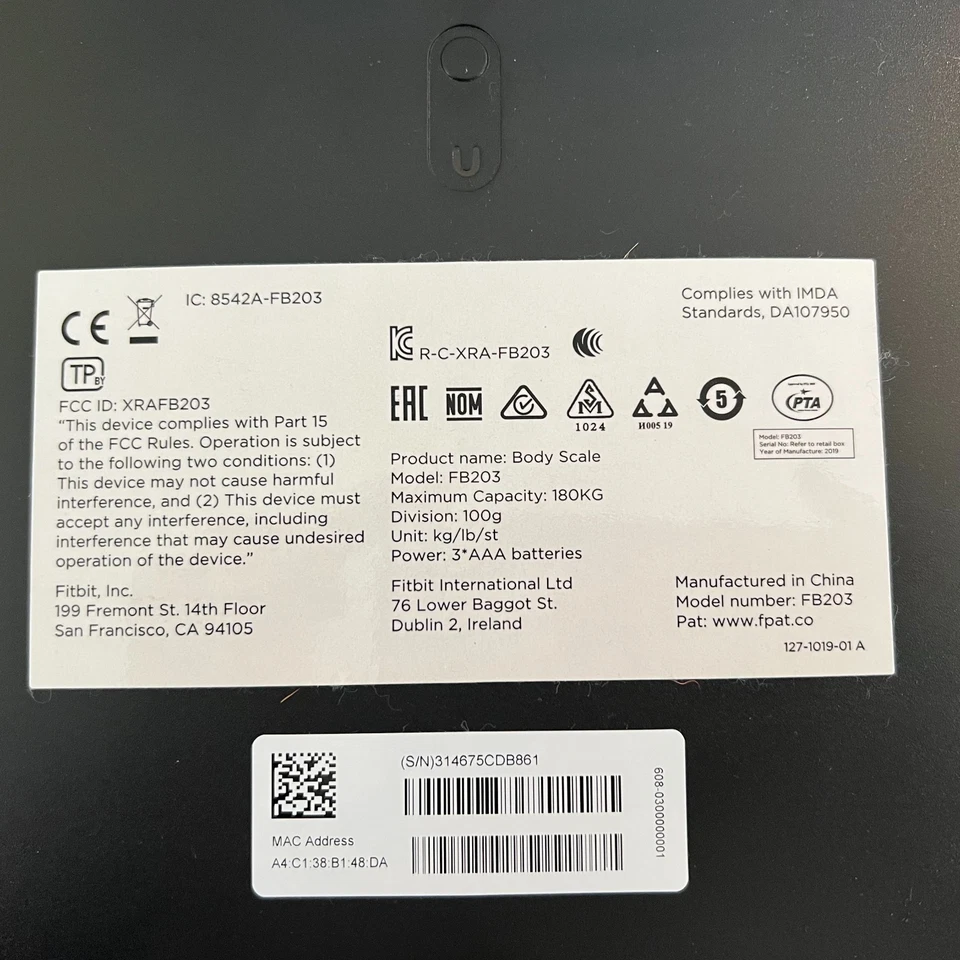 IC: 8542A-FB203
CE
TP BY
FCC ID: XRAFB203
“This device complies with Part 15
of the FCC Rules. Operation is subject
to the following two conditions: (1)
This device may not cause harmful
interference, and (2) This device must
accept any interference, including
interference that may cause undesired
operation of the device.”
Fitbit, Inc.
199 Fremont St. 14th Floor
San Francisco, CA 94105
R-C-XRA-FB203
EAC NOM
1024
И005 19
5
PTA
Product name: Body Scale
Model: FB203
Maximum Capacity: 180KG
Division: 100g
Unit: kg/lb/st
Power: 3*AAA batteries
Fitbit International Ltd
76 Lower Baggot St.
Dublin 2, Ireland
Complies with IMDA
Standards, DA107950
Model: FB203
Serial No: Refer to retail box
Year of Manufacture: 2019
Manufactured in China
Model number: FB203
Pat: www.fpat.co
127-1019-01 A
(S/N)314675CDB861
MAC Address
A4:C1:38:B1:48:DA
608-0300000001